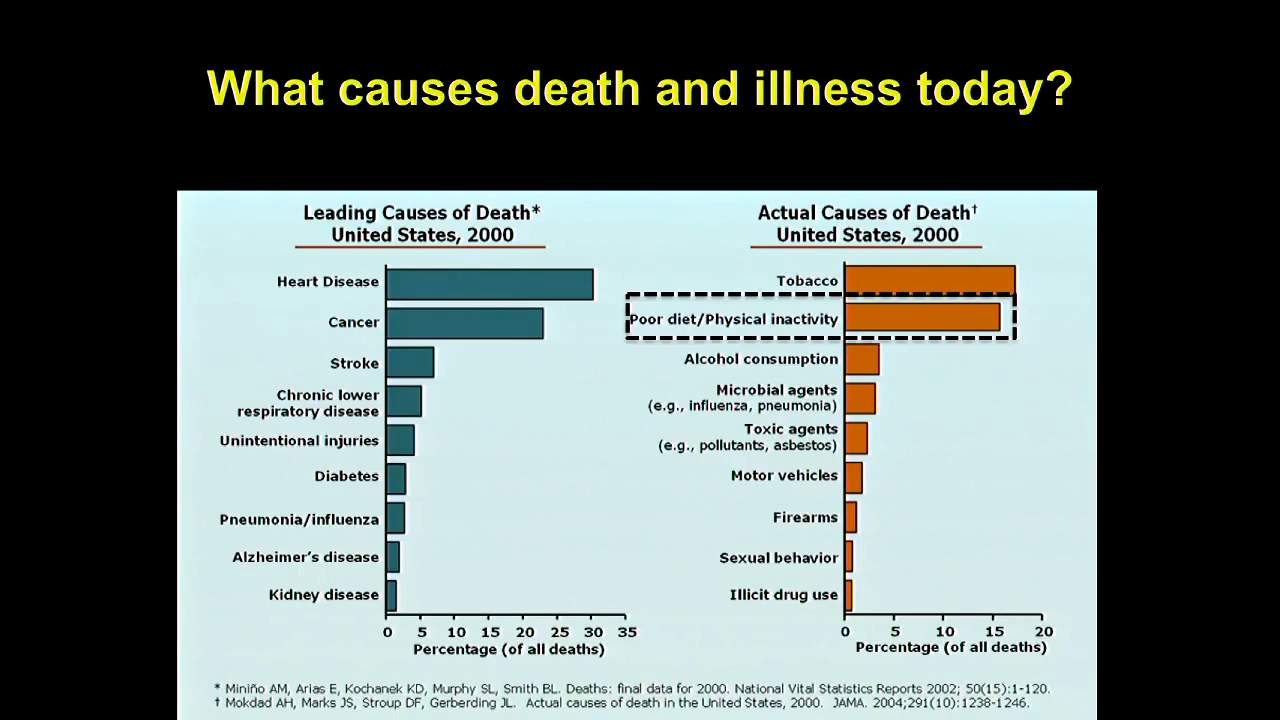 What causes death and illness today?
Leading Causes of Death*
United States, 2000
Heart Disease
Cancer
Stroke
Chronic lower
respiratory disease
Unintentional injuries
Diabetes
Pneumonia/influenza
Alzheimer's disease
Kidney disease
0 5 10 15 20 25 30 35
Percentage (of all deaths)
Actual Causes of Death†
United States, 2000
Tobacco
Poor diet/Physical inactivity
Alcohol consumption
Microbial agents
(e.g., influenza, pneumonia)
Toxic agents
(e.g., pollutants, asbestos)
Motor vehicles
Firearms
Sexual behavior
Illicit drug use
0 5 10 15 20
Percentage (of all deaths)
* Miniño AM, Arias E, Kochanek KD, Murphy SL, Smith BL. Deaths: final data for 2000. National Vital Statistics Reports 2002; 50(15):1-120.
† Mokdad AH, Marks JS, Stroup DF, Gerberding JL. Actual causes of death in the United States, 2000. JAMA. 2004;291(10):1238-1246.